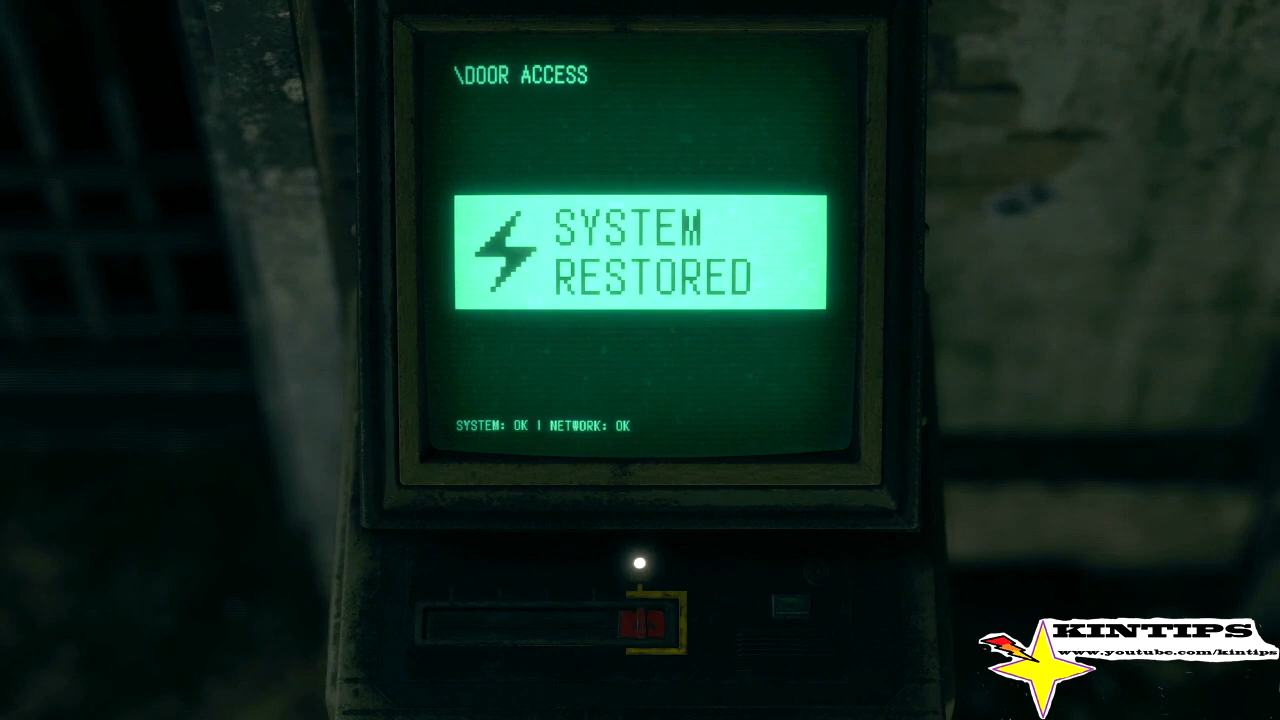 \DOOR ACCESS
SYSTEM
RESTORED
SYSTEM: OK | NETWORK: OK
KINTIPS
www.youtube.com/kintips